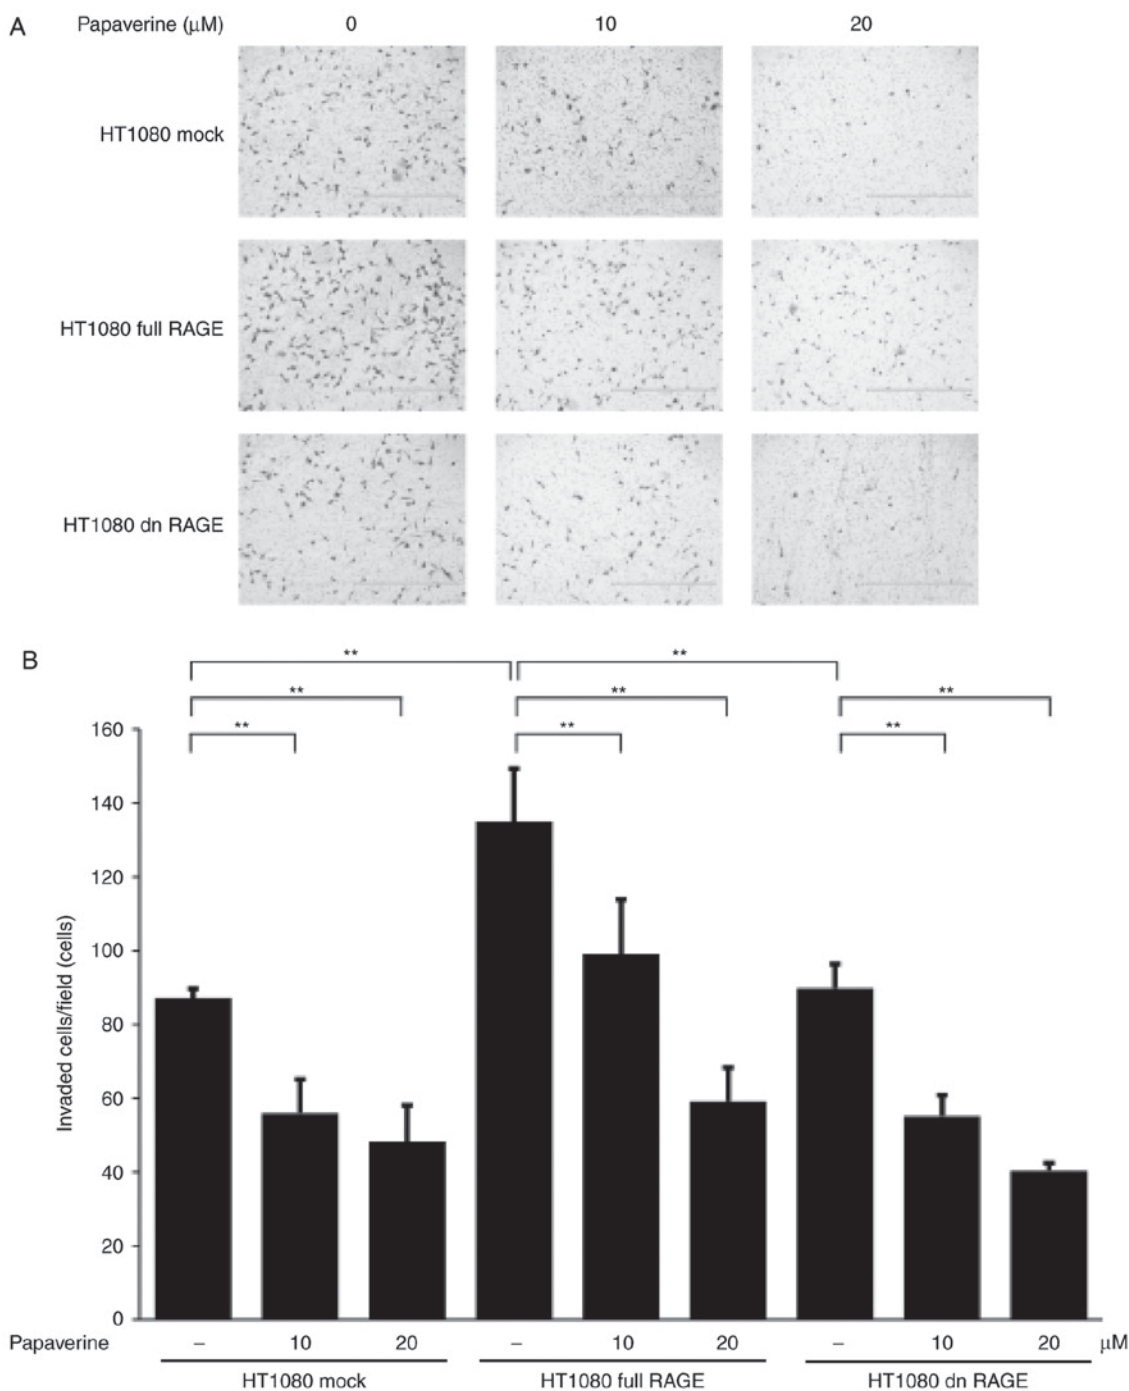 A
Papaverine (μM) 0 10 20
HT1080 mock
HT1080 full RAGE
HT1080 dn RAGE
B
** **
** ** **
** ** **
160
140
120
100
80
60
40
20
0
Invaded cells/field (cells)
Papaverine – 10 20 – 10 20 – 10 20 μM
HT1080 mock HT1080 full RAGE HT1080 dn RAGE